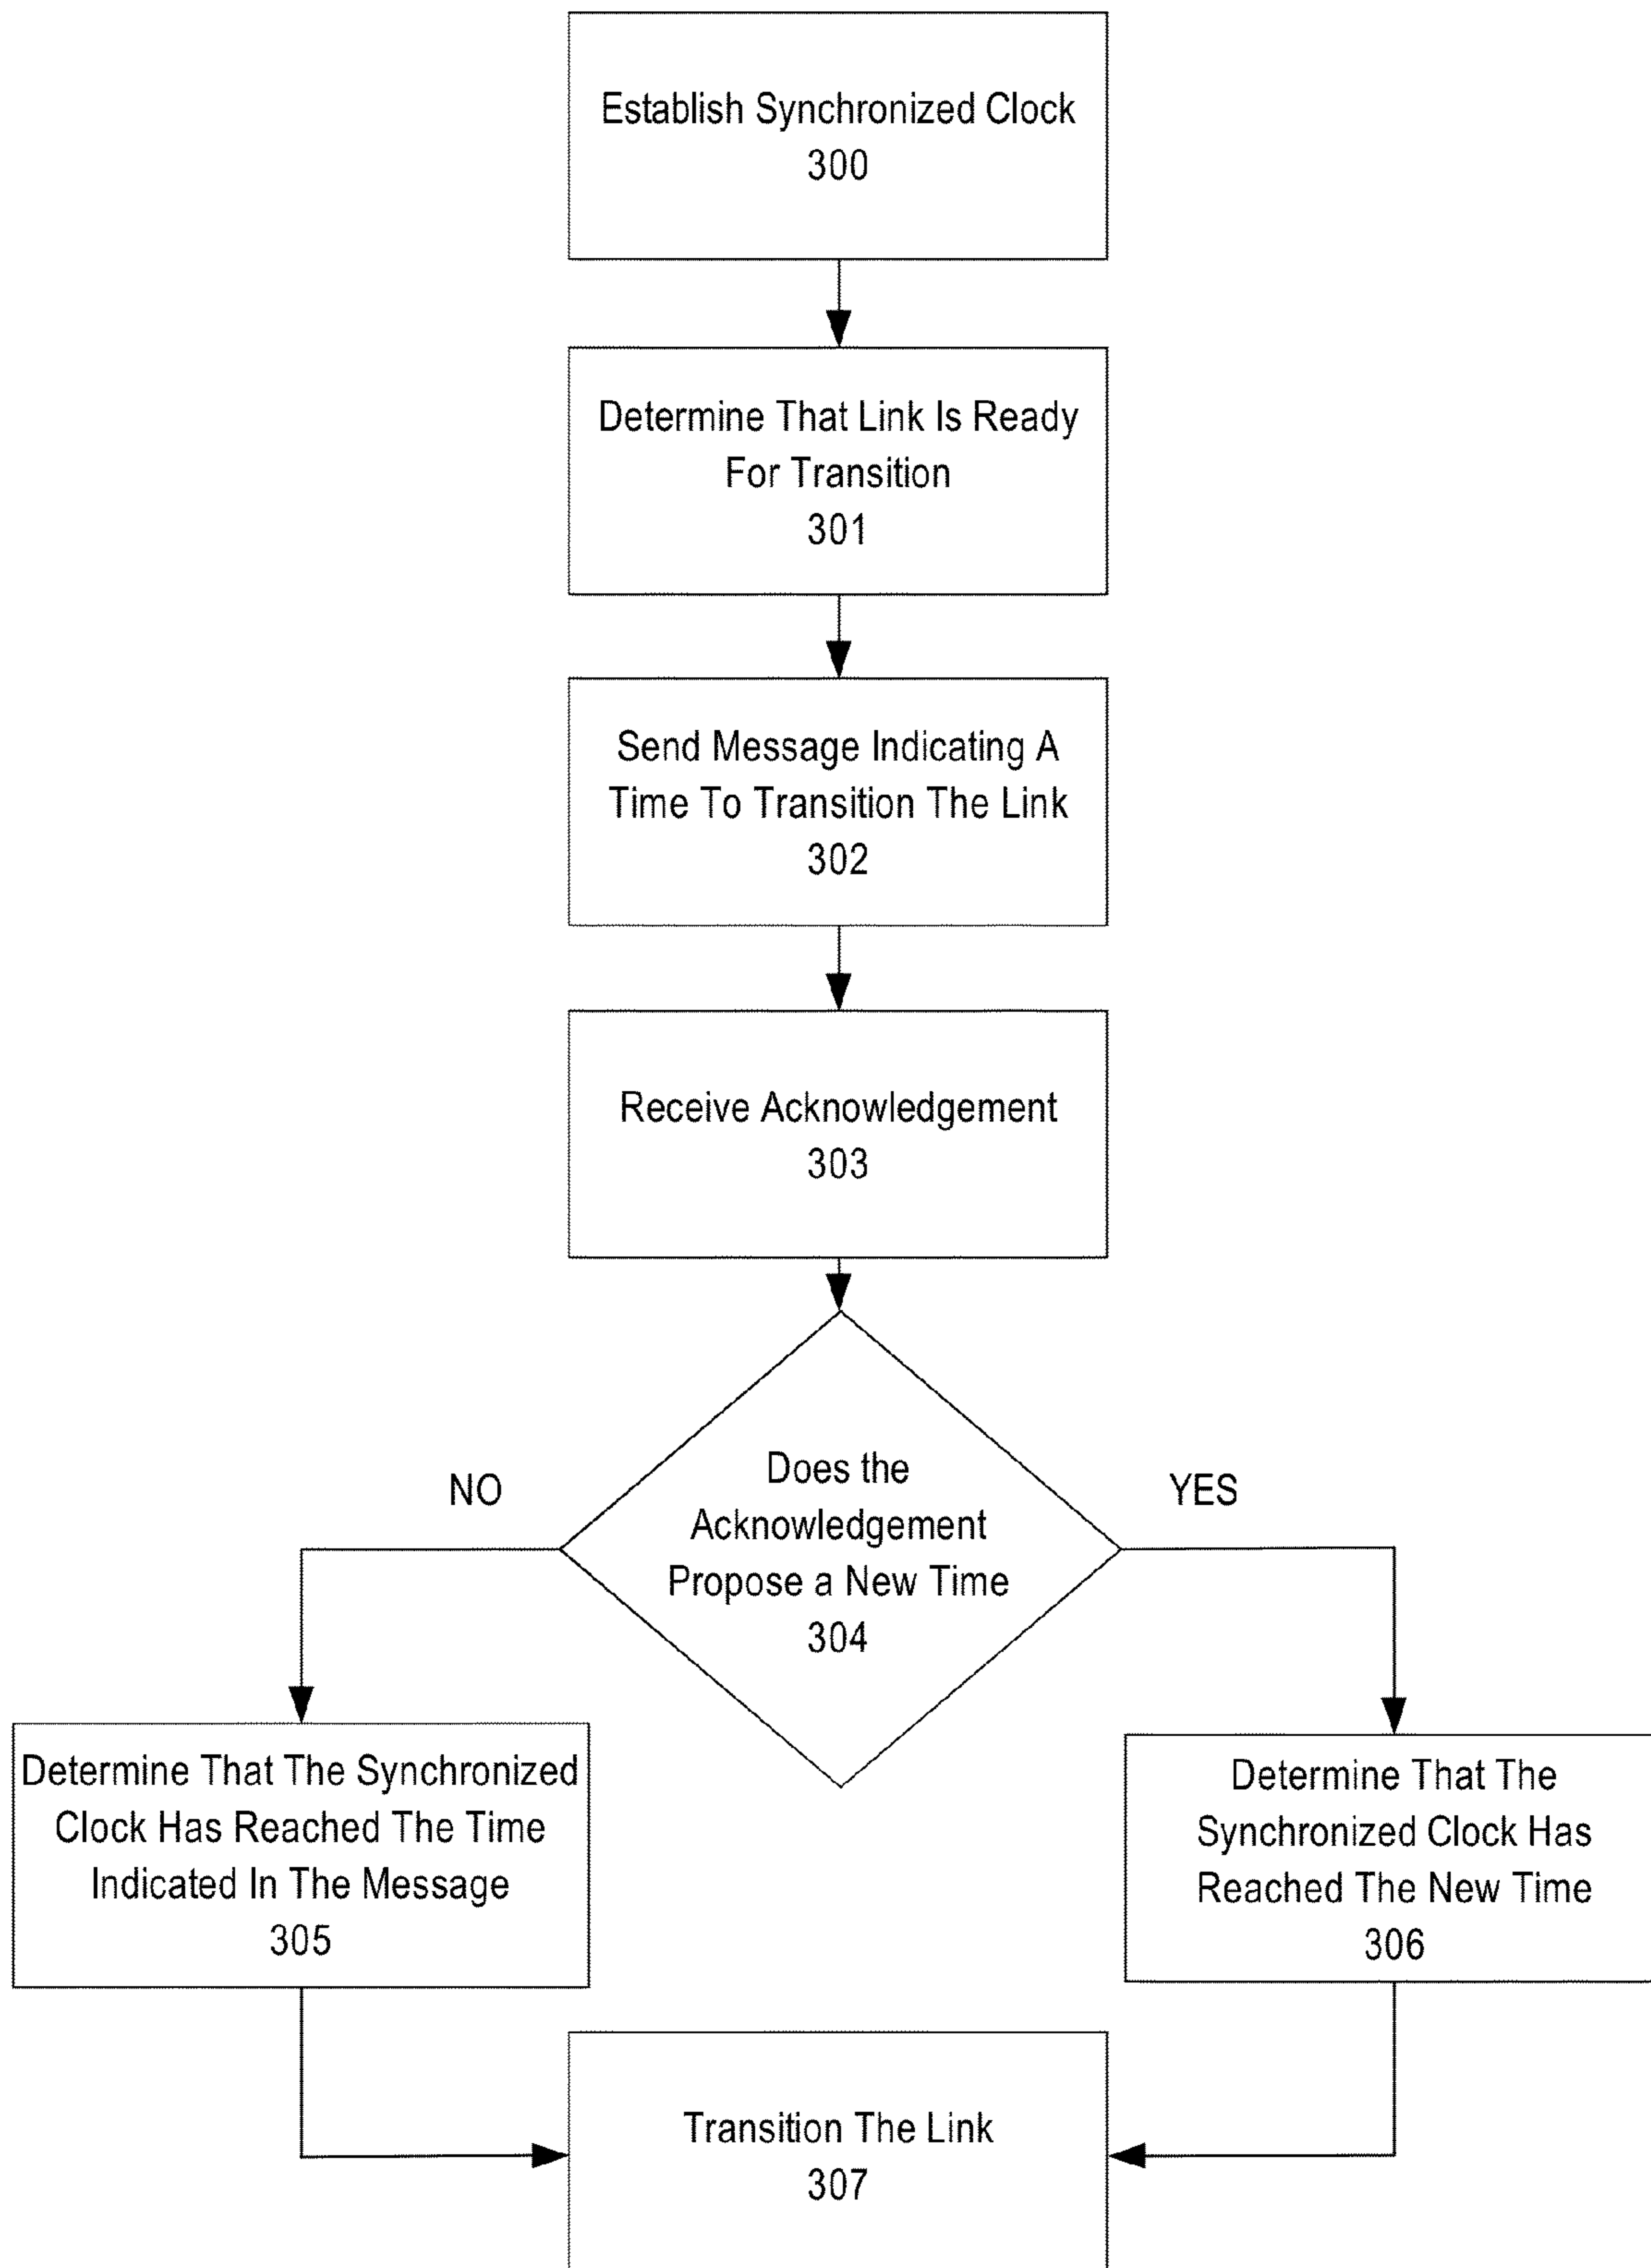 Establish Synchronized Clock
300
Determine That Link Is Ready
For Transition
301
Send Message Indicating A
Time To Transition The Link
302
Receive Acknowledgement
303
Does the
Acknowledgement
Propose a New Time
304
NO
YES
Determine That The Synchronized
Clock Has Reached The Time
Indicated In The Message
305
Determine That The
Synchronized Clock Has
Reached The New Time
306
Transition The Link
307